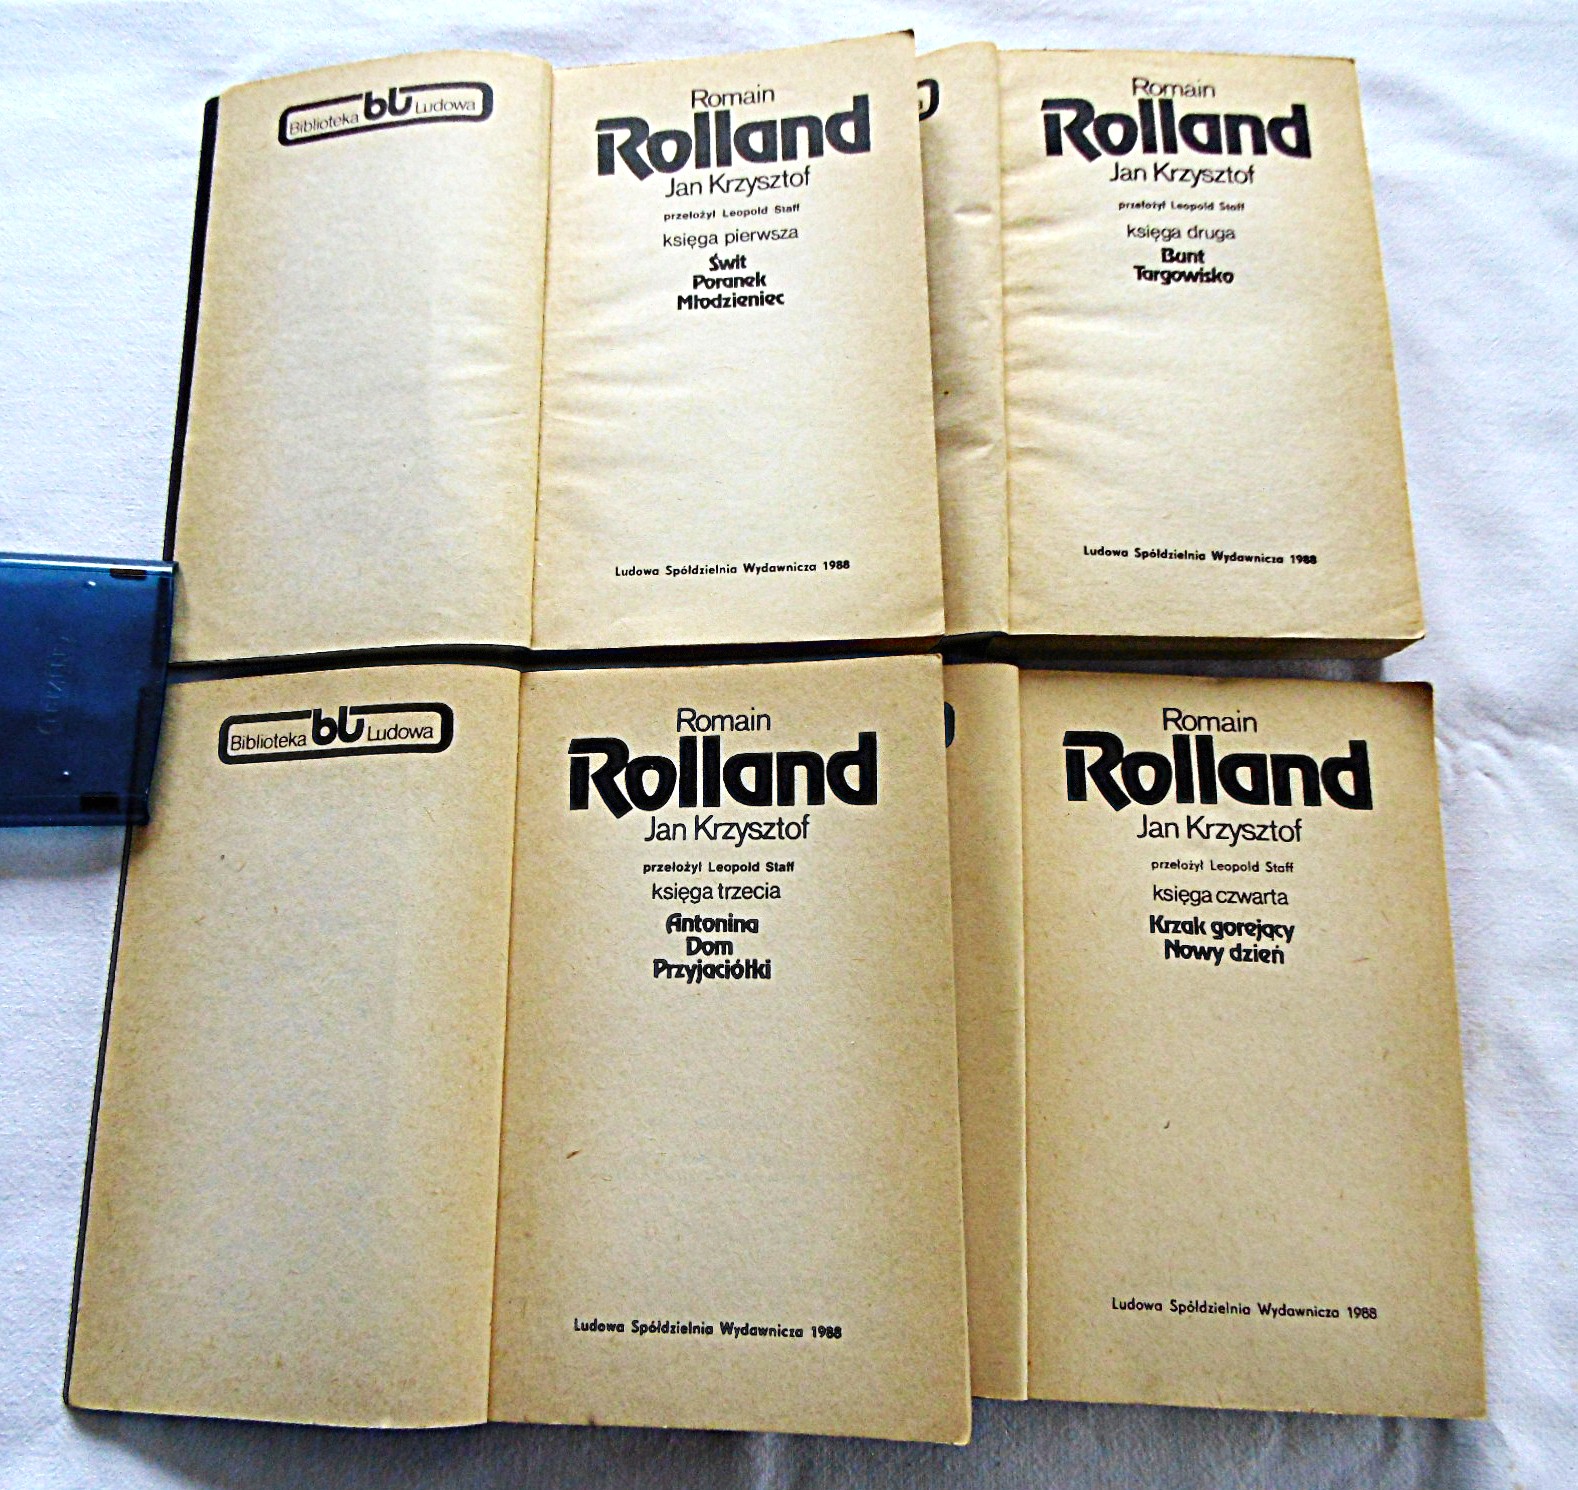 Biblioteka bl Ludowa
Romain
Rolland
Jan Krzysztof
przełożył Leopold Staff
księga pierwsza
Świt
Poranek
Młodzieniec
Ludowa Spółdzielnia Wydawnicza 1988
Romain
Rolland
Jan Krzysztof
przełożył Leopold Staff
księga druga
Bunt
Targowisko
Ludowa Spółdzielnia Wydawnicza 1988
Biblioteka bl Ludowa
Romain
Rolland
Jan Krzysztof
przełożył Leopold Staff
księga trzecia
Antonina
Dom
Przyjaciółki
Ludowa Spółdzielnia Wydawnicza 1988
Romain
Rolland
Jan Krzysztof
przełożył Leopold Staff
księga czwarta
Krzak gorejący
Nowy dzień
Ludowa Spółdzielnia Wydawnicza 1988